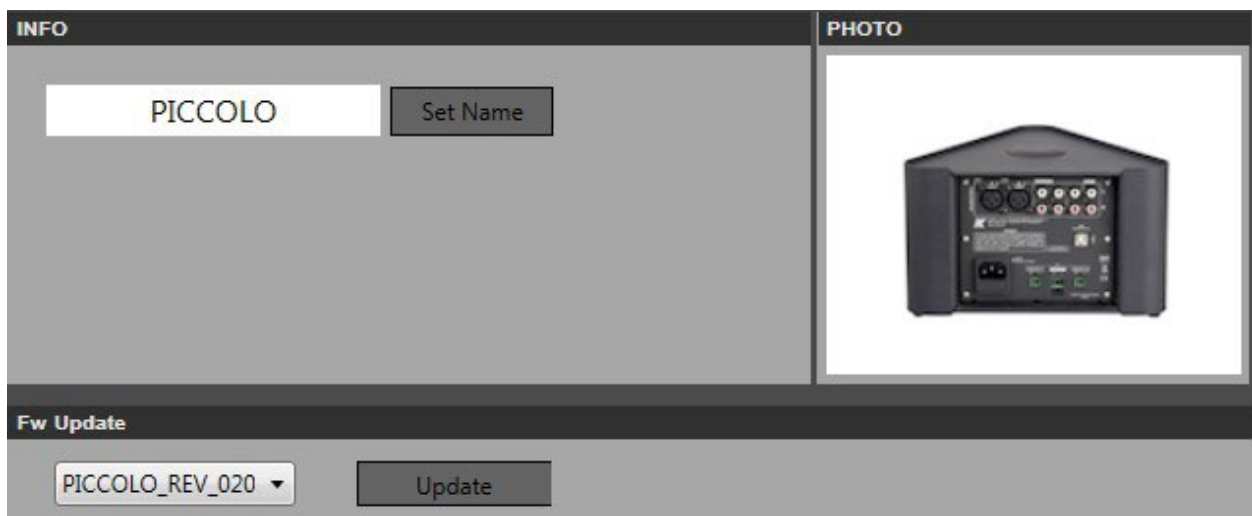 INFO
PHOTO
PICCOLO
Set Name
Fw Update
PICCOLO_REV_020
Update